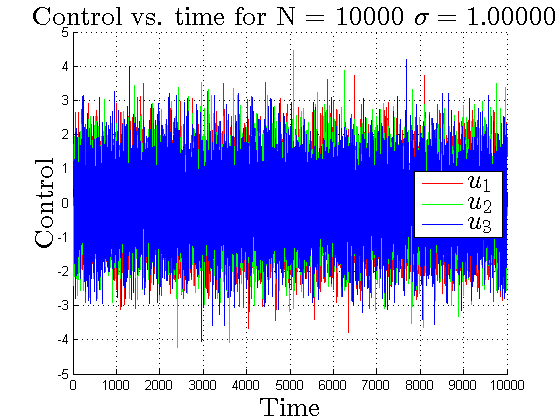 Control vs. time for N = 10000 σ = 1.00000
5
4
3
2
1
0
-1
-2
-3
-4
-5
Control
u1
u2
u3
0 1000 2000 3000 4000 5000 6000 7000 8000 9000 10000
Time